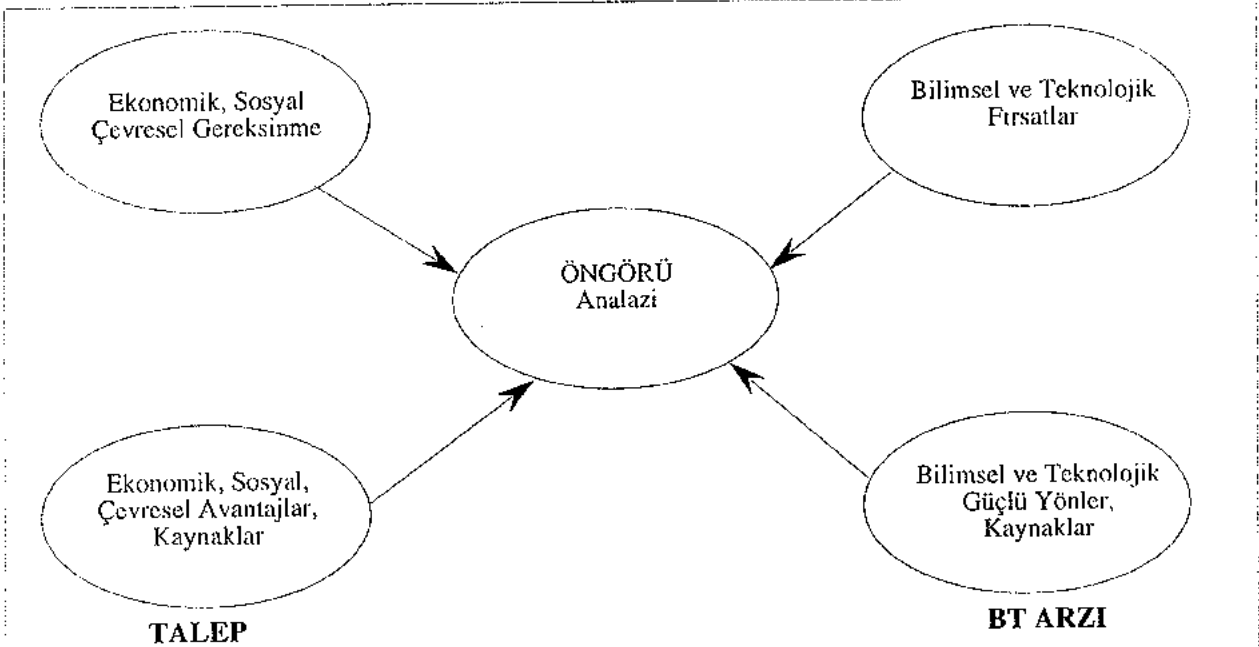 Ekonomik, Sosyal
Çevresel Gereksinme
Bilimsel ve Teknolojik
Fırsatlar
ÖNGÖRÜ
Analazi
Ekonomik, Sosyal,
Çevresel Avantajlar,
Kaynaklar
Bilimsel ve Teknolojik
Güçlü Yönler,
Kaynaklar
TALEP
BT ARZI